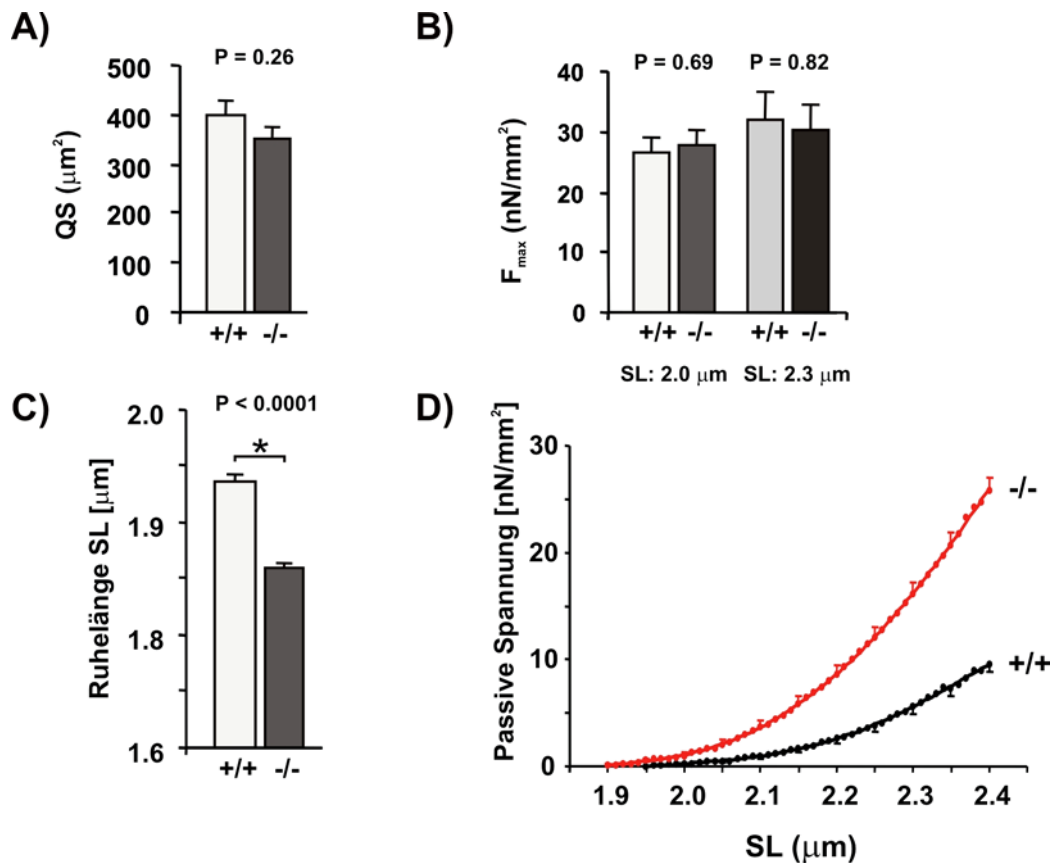 A)
P = 0.26
500
400
300
200
100
0
QS (µm²)
+/+ -/-
B)
P = 0.69 P = 0.82
40
30
20
10
0
Fmax (nN/mm²)
+/+ -/- +/+ -/-
SL: 2.0 µm SL: 2.3 µm
C)
P < 0.0001
*
2.0
1.9
1.8
1.6
Ruhelänge SL [µm]
+/+ -/-
D)
30
20
10
0
Passive Spannung [nN/mm²]
-/-
+/+
1.9 2.0 2.1 2.2 2.3 2.4
SL (µm)